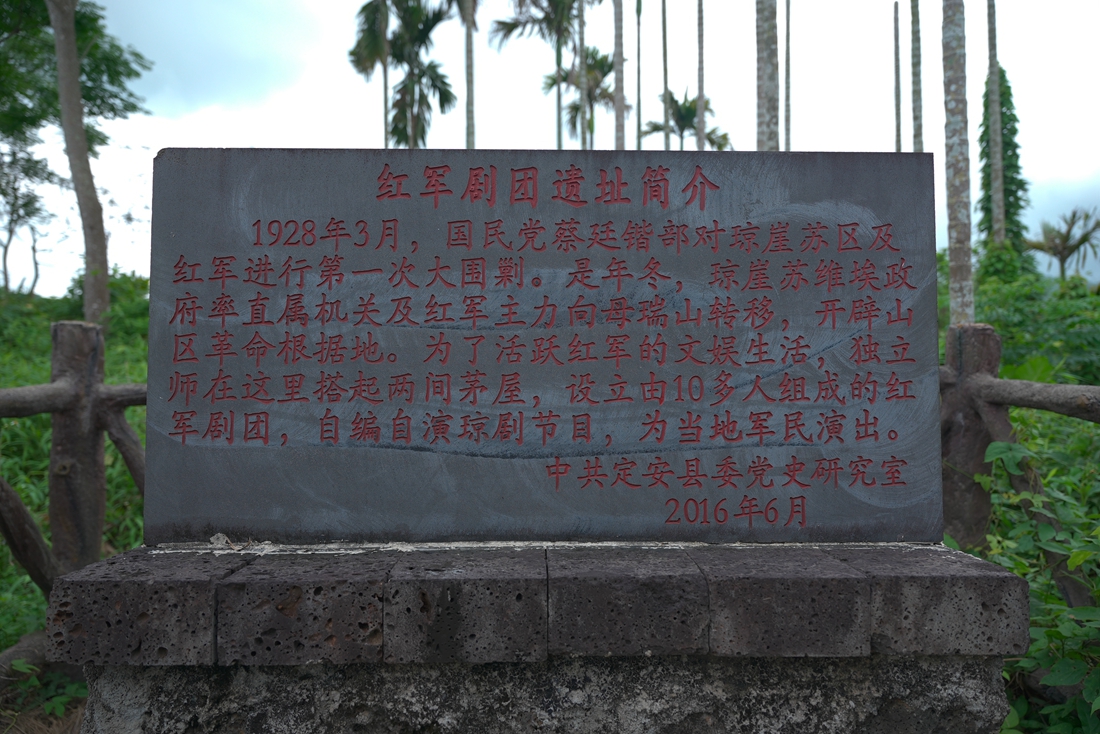 红军剧团遗址简介
1928年3月，国民党蔡廷锴部对琼崖苏区及
红军进行第一次大围剿。是年冬，琼崖苏维埃政
府率直属机关及红军主力向母瑞山转移，开辟山
区革命根据地。为了活跃红军的文娱生活，独立
师在这里搭起两间茅屋，设立由10多人组成的红
军剧团，自编自演琼剧节目，为当地军民演出。
中共定安县委党史研究室
2016年6月